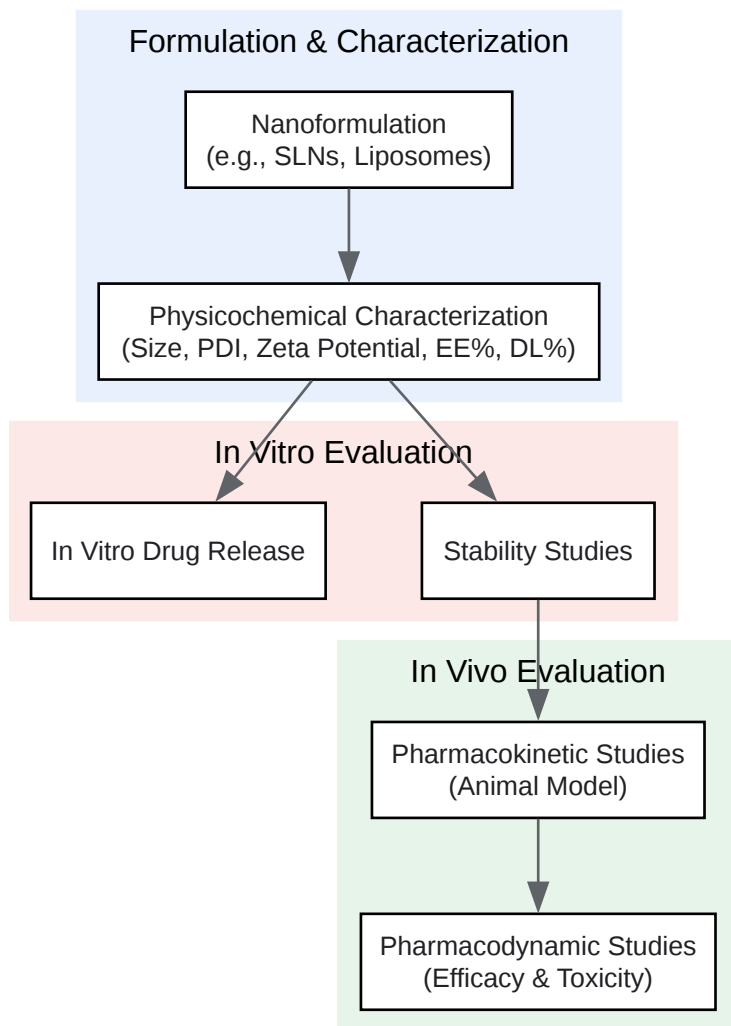 Formulation & Characterization
Nanoformulation
(e.g., SLNs, Liposomes)
Physicochemical Characterization
(Size, PDI, Zeta Potential, EE%, DL%)
In Vitro Evaluation
In Vitro Drug Release
Stability Studies
In Vivo Evaluation
Pharmacokinetic Studies
(Animal Model)
Pharmacodynamic Studies
(Efficacy & Toxicity)